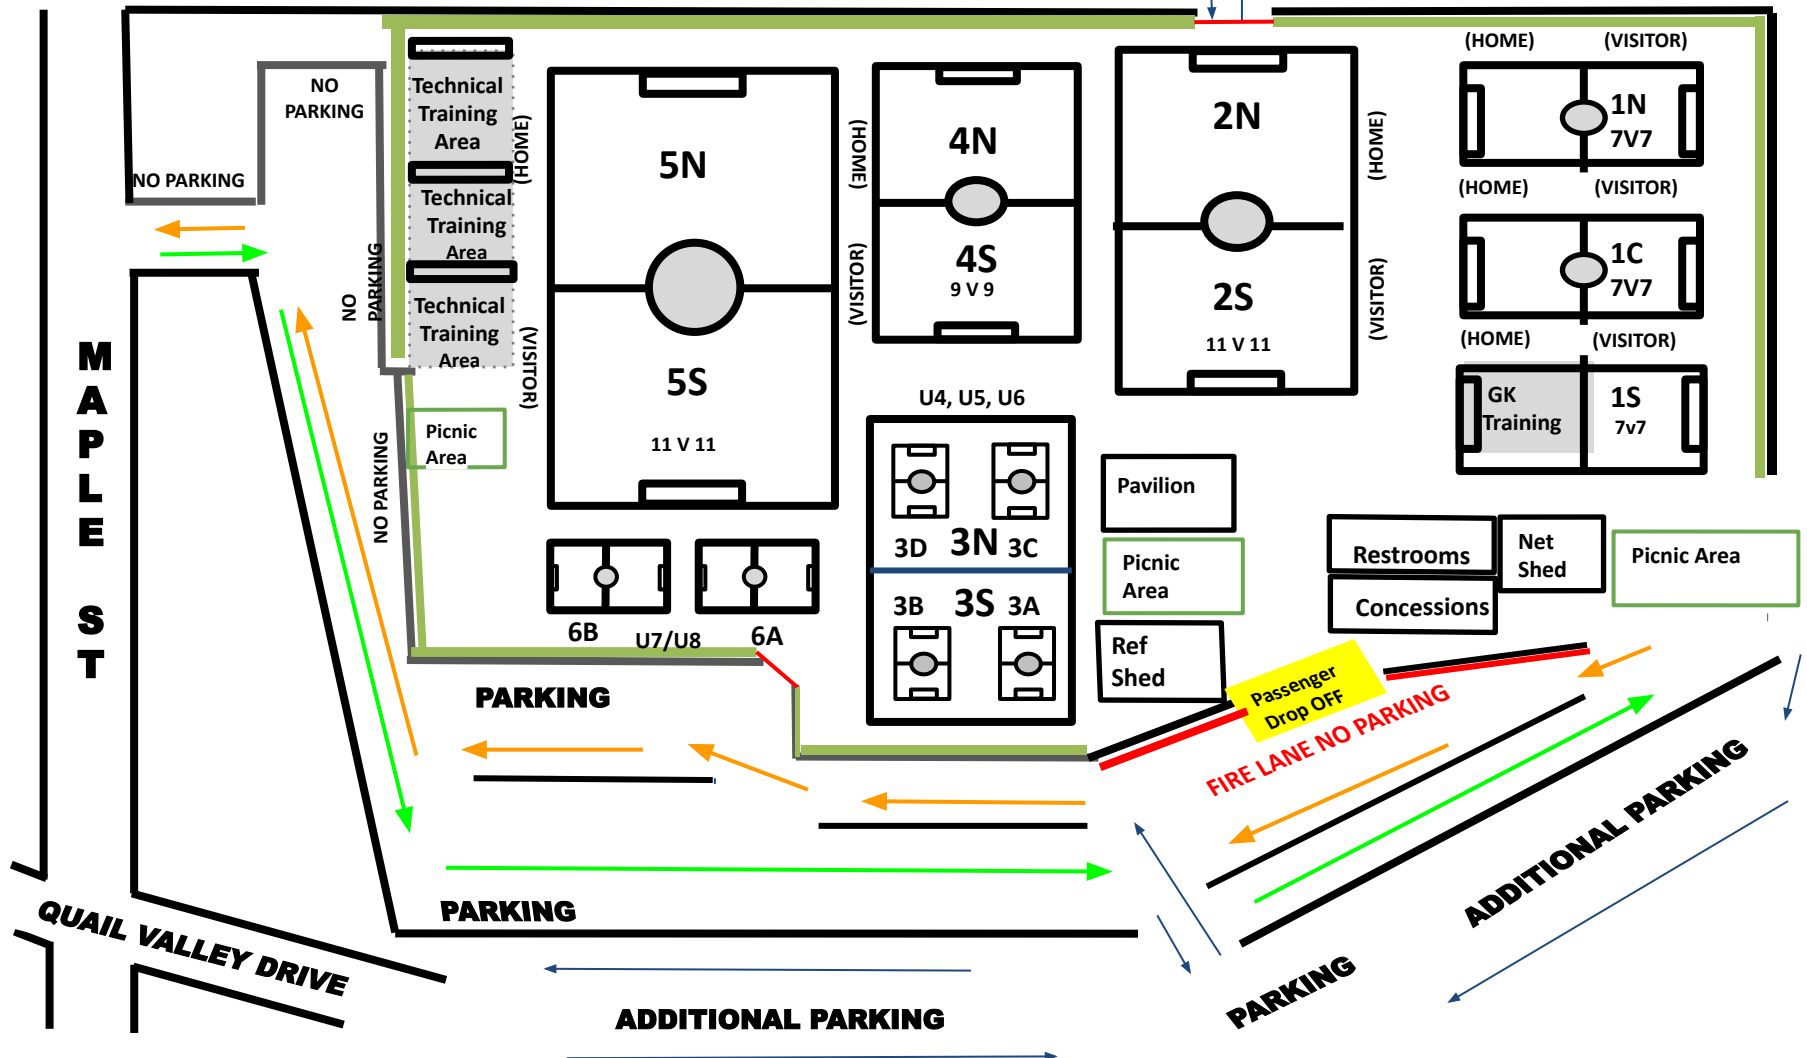 (HOME)
(VISITOR)
NO
PARKING
Technical
Training
Area
(HOME)
5N
(HOME)
4N
2N
(HOME)
1N
7V7
NO PARKING
(HOME)
(VISITOR)
Technical
Training
Area
NO
PARKING
(VISITOR)
4S
9 V 9
2S
11 V 11
(VISITOR)
1C
7V7
Technical
Training
Area
(VISITOR)
5S
11 V 11
(HOME)
(VISITOR)
GK
Training
1S
7v7
MAPLE ST
NO PARKING
Picnic
Area
U4, U5, U6
3D
3N
3C
3B
3S
3A
Pavilion
Picnic
Area
Ref
Shed
Restrooms
Concessions
Net
Shed
Picnic Area
6B
U7/U8
6A
PARKING
Passenger
Drop OFF
FIRE LANE NO PARKING
ADDITIONAL PARKING
PARKING
QUAIL VALLEY DRIVE
PARKING
ADDITIONAL PARKING